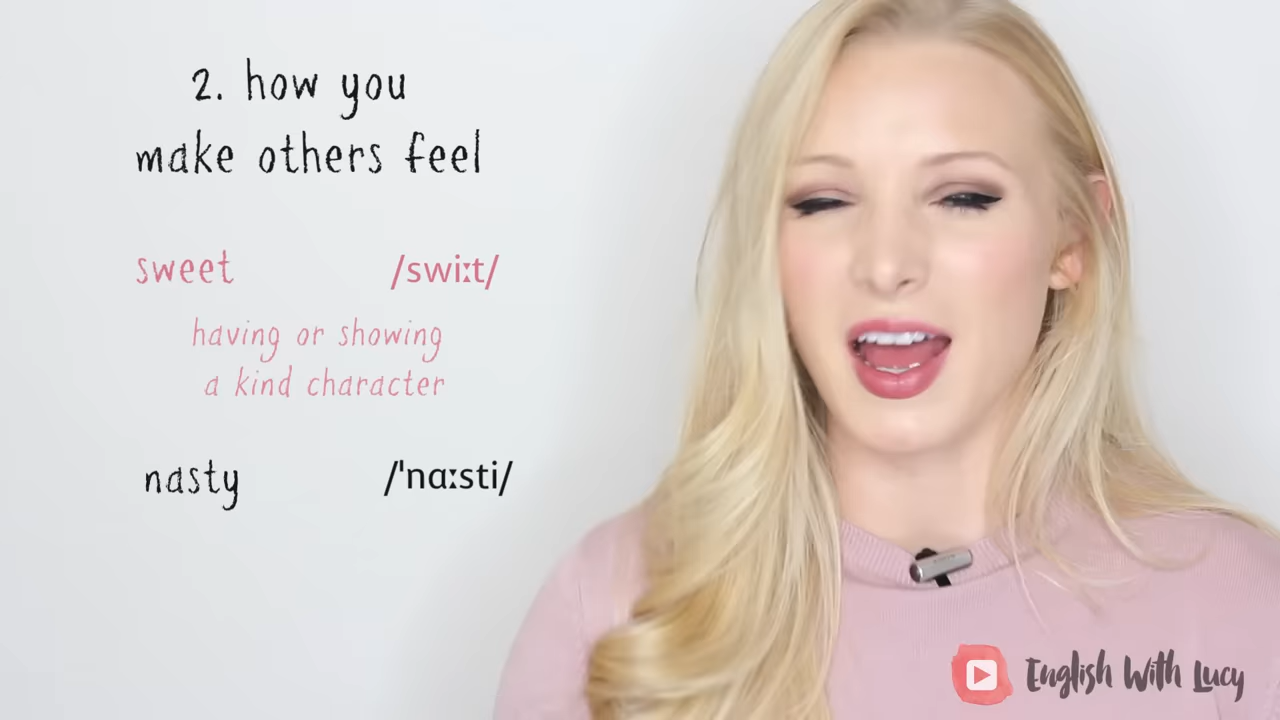 2. how you
make others feel
sweet /swiːt/
having or showing
a kind character
nasty /ˈnɑːsti/
English With Lucy